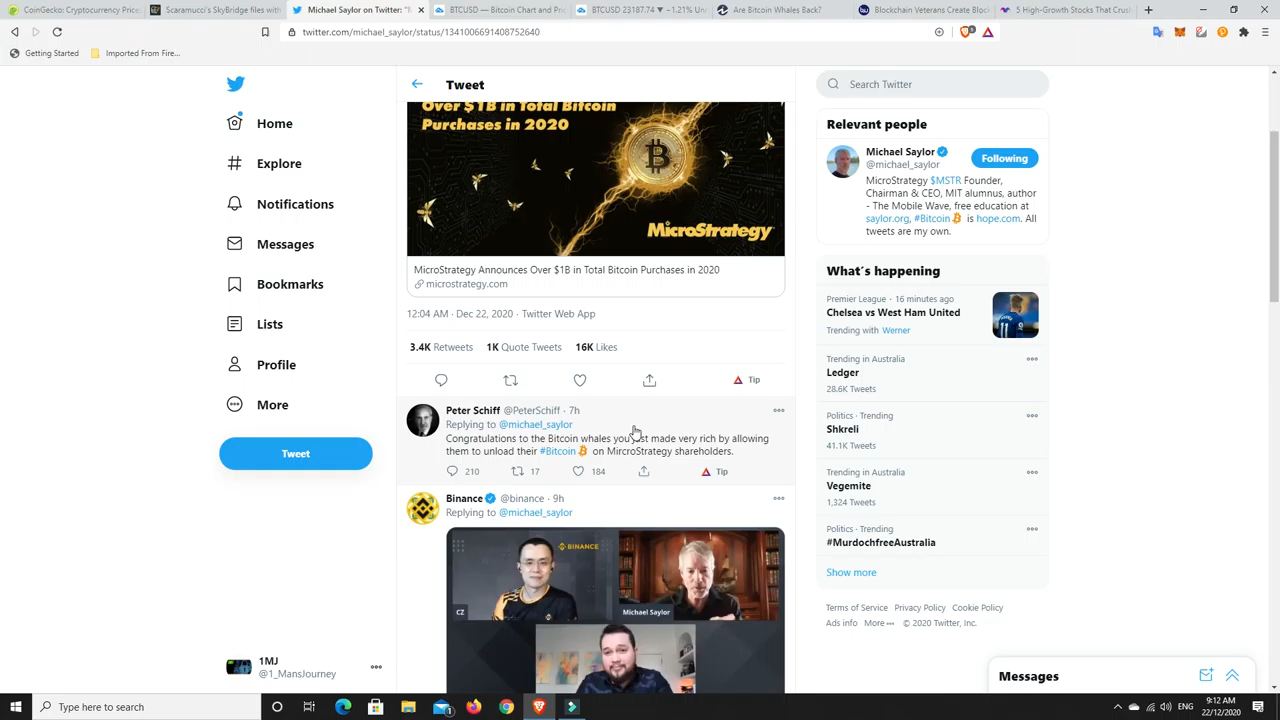 CoinGecko: Cryptocurrency Prices
Scaramucci's SkyBridge files with
Michael Saylor on Twitter: "M
BTCUSD — Bitcoin Chart and Pri
BTCUSD 23187.74 ▼ −1.21% Un
Are Bitcoin Whales Back?
Blockchain Veterans Create Block
5 High-Growth Stocks That Crush
twitter.com/michael_saylor/status/1341006691408752640
Getting Started
Imported From Fire...
Home
Explore
Notifications
Messages
Bookmarks
Lists
Profile
More
Tweet
1MJ
@1_MansJourney
Tweet
Over $1B in Total Bitcoin
Purchases in 2020
MicroStrategy
MicroStrategy Announces Over $1B in Total Bitcoin Purchases in 2020
microstrategy.com
12:04 AM · Dec 22, 2020 · Twitter Web App
3.4K Retweets 1K Quote Tweets 16K Likes
Tip
Peter Schiff @PeterSchiff · 7h
Replying to @michael_saylor
Congratulations to the Bitcoin whales you just made very rich by allowing
them to unload their #Bitcoin on MircroStrategy shareholders.
210 17 184 Tip
Binance @binance · 9h
Replying to @michael_saylor
BINANCE
CZ
Michael Saylor
Search Twitter
Relevant people
Michael Saylor
@michael_saylor
Following
MicroStrategy $MSTR Founder,
Chairman & CEO, MIT alumnus, author
- The Mobile Wave, free education at
saylor.org, #Bitcoin is hope.com. All
tweets are my own.
What's happening
Premier League · 16 minutes ago
Chelsea vs West Ham United
Trending with Werner
Trending in Australia
Ledger
28.6K Tweets
Politics · Trending
Shkreli
41.1K Tweets
Trending in Australia
Vegemite
1,324 Tweets
Politics · Trending
#MurdochfreeAustralia
Show more
Terms of Service Privacy Policy Cookie Policy
Ads info More © 2020 Twitter, Inc.
Messages
Type here to search
ENG
9:12 AM
22/12/2020